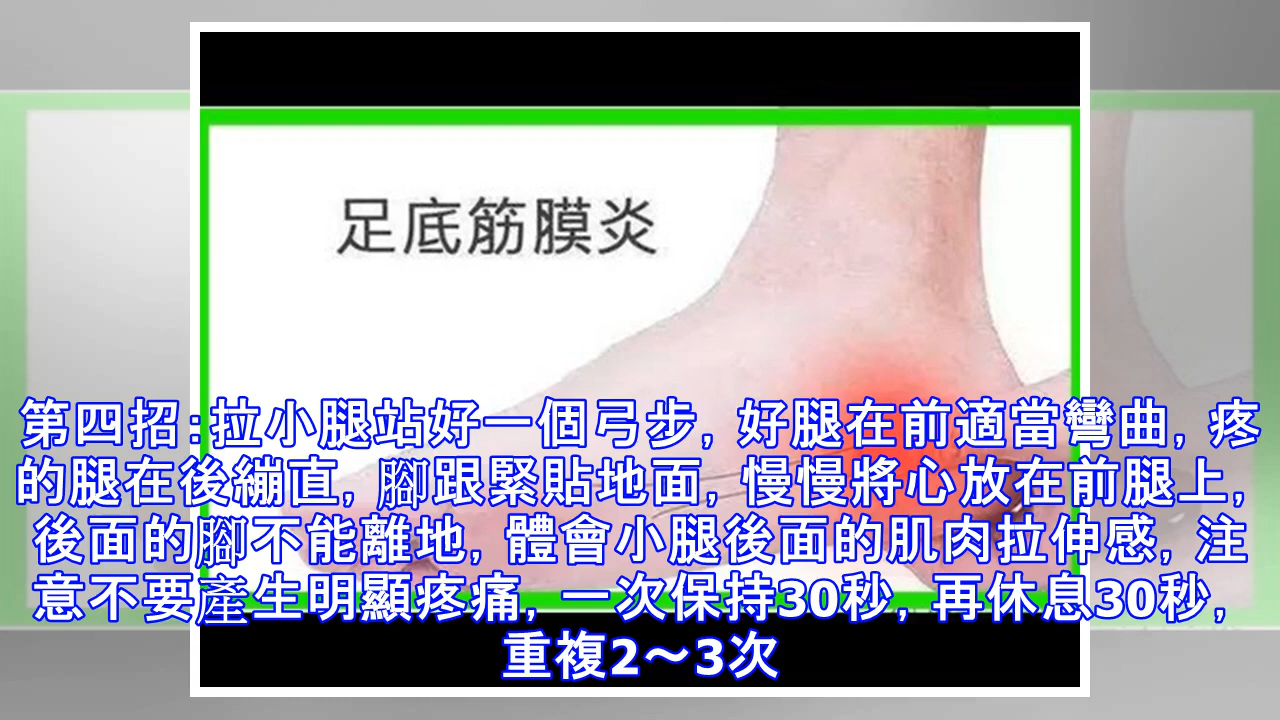 足底筋膜炎
第四招:拉小腿站好一個弓步, 好腿在前適當彎曲, 疼
的腿在後繃直, 腳跟緊貼地面, 慢慢將心放在前腿上,
後面的腳不能離地, 體會小腿後面的肌肉拉伸感, 注
意不要產生明顯疼痛, 一次保持30秒, 再休息30秒,
重複2～3次